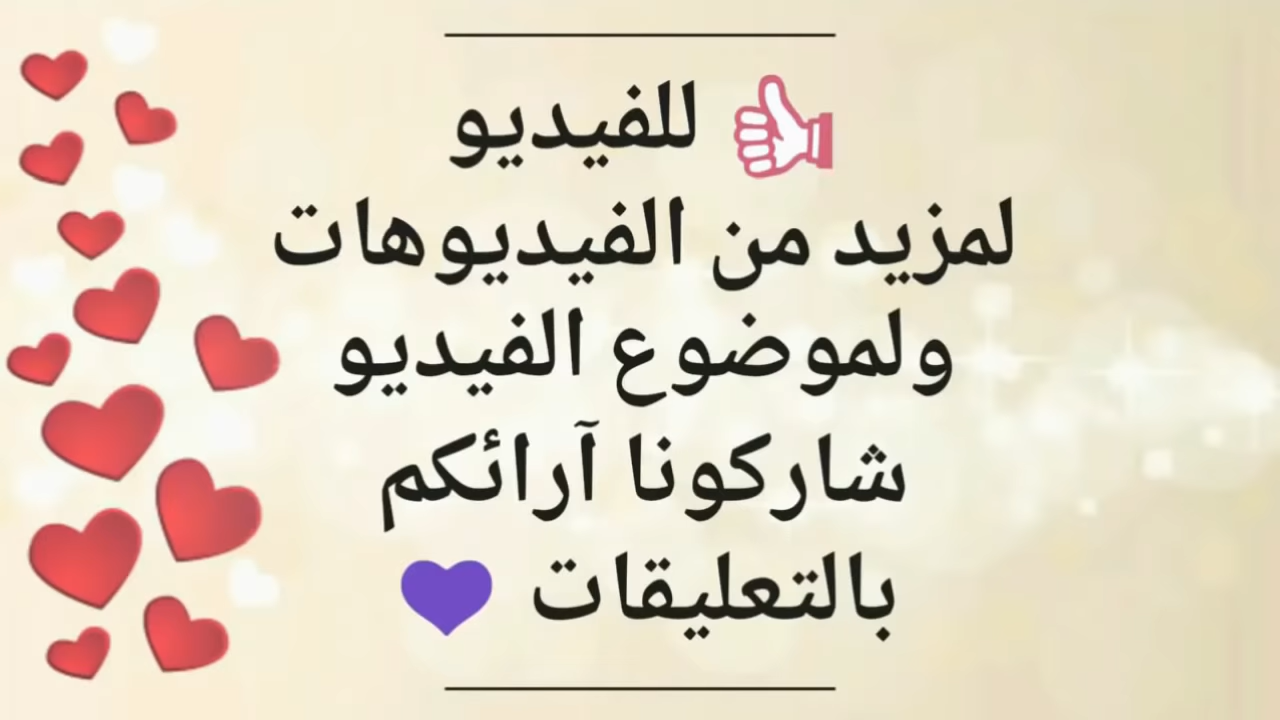 للفيديو
لمزيد من الفيديوهات
ولموضوع الفيديو
شاركونا آرائكم
بالتعليقات